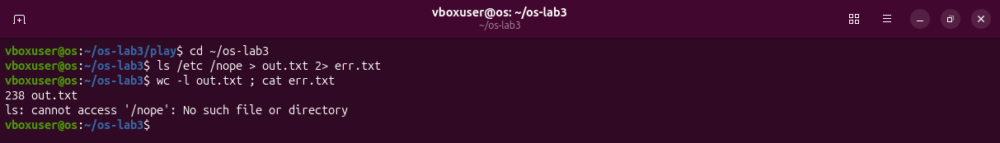 vboxuser@os: ~/os-lab3
~/os-lab3
vboxuser@os:~/os-lab3/play$ cd ~/os-lab3
vboxuser@os:~/os-lab3$ ls /etc /nope > out.txt 2> err.txt
vboxuser@os:~/os-lab3$ wc -l out.txt ; cat err.txt
238 out.txt
ls: cannot access '/nope': No such file or directory
vboxuser@os:~/os-lab3$